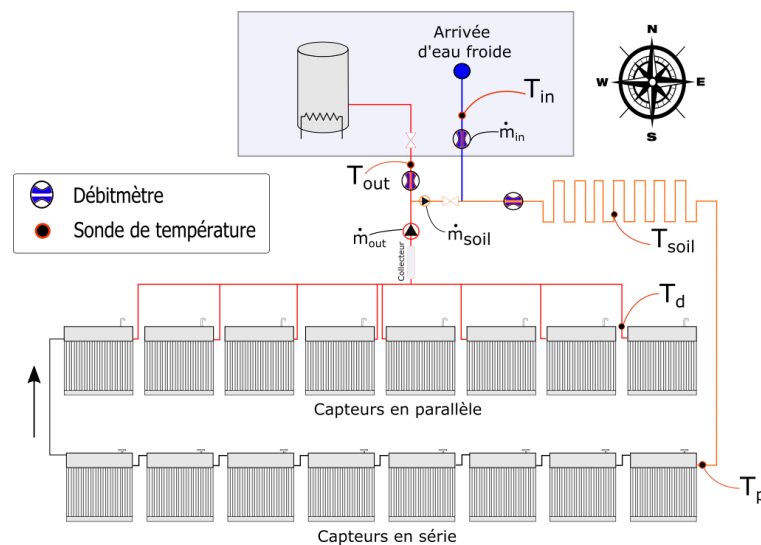 Arrivée
d'eau froide
N
W
E
S
T_in
ṁ_in
T_out
Débitmètre
Sonde de température
ṁ_out
ṁ_soil
T_soil
Collecteur
T_d
Capteurs en parallèle
T_p
Capteurs en série